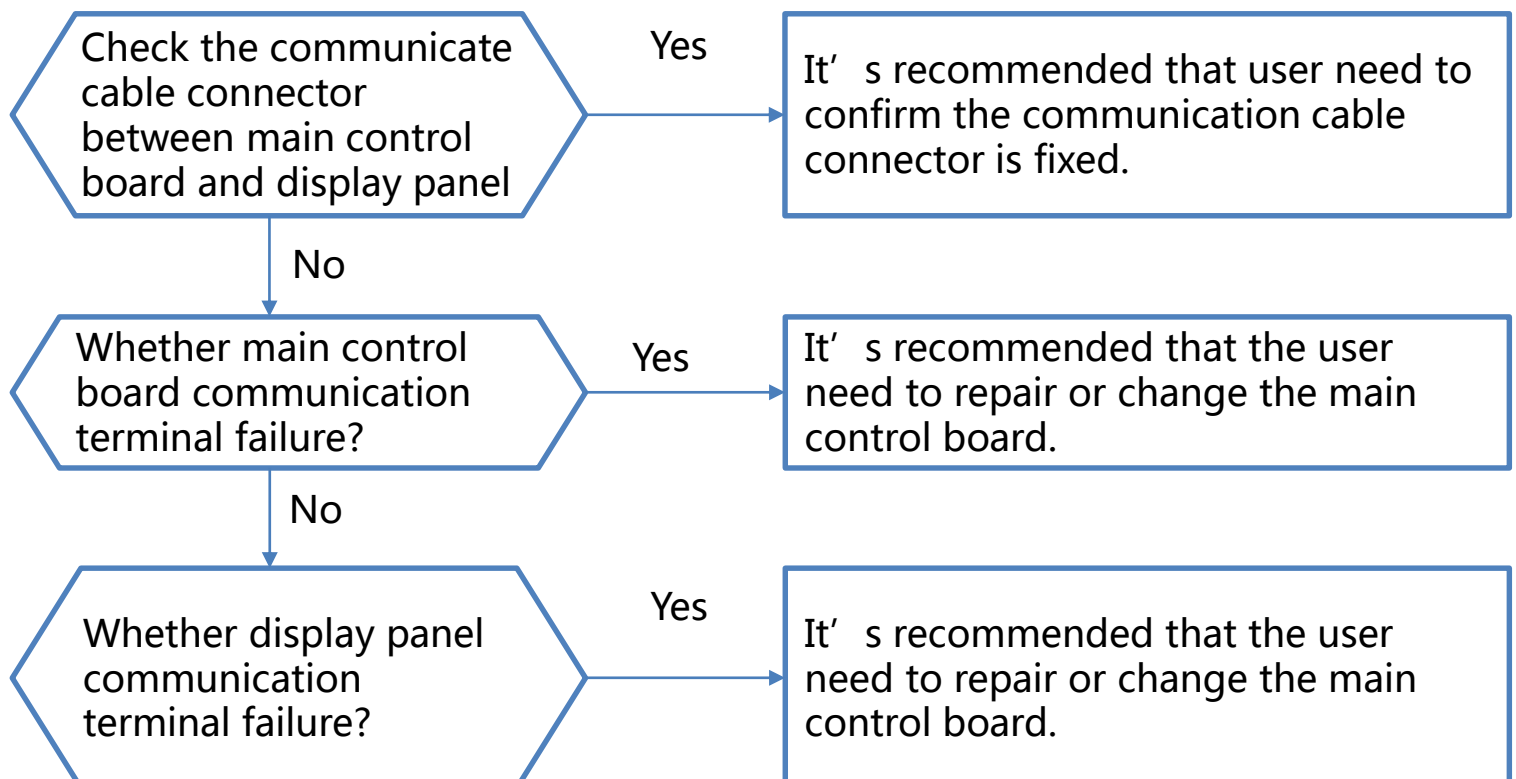 Check the communicate
cable connector
between main control
board and display panel
Yes
It's recommended that user need to
confirm the communication cable
connector is fixed.
No
Whether main control
board communication
terminal failure?
Yes
It's recommended that the user
need to repair or change the main
control board.
No
Whether display panel
communication
terminal failure?
Yes
It's recommended that the user
need to repair or change the main
control board.